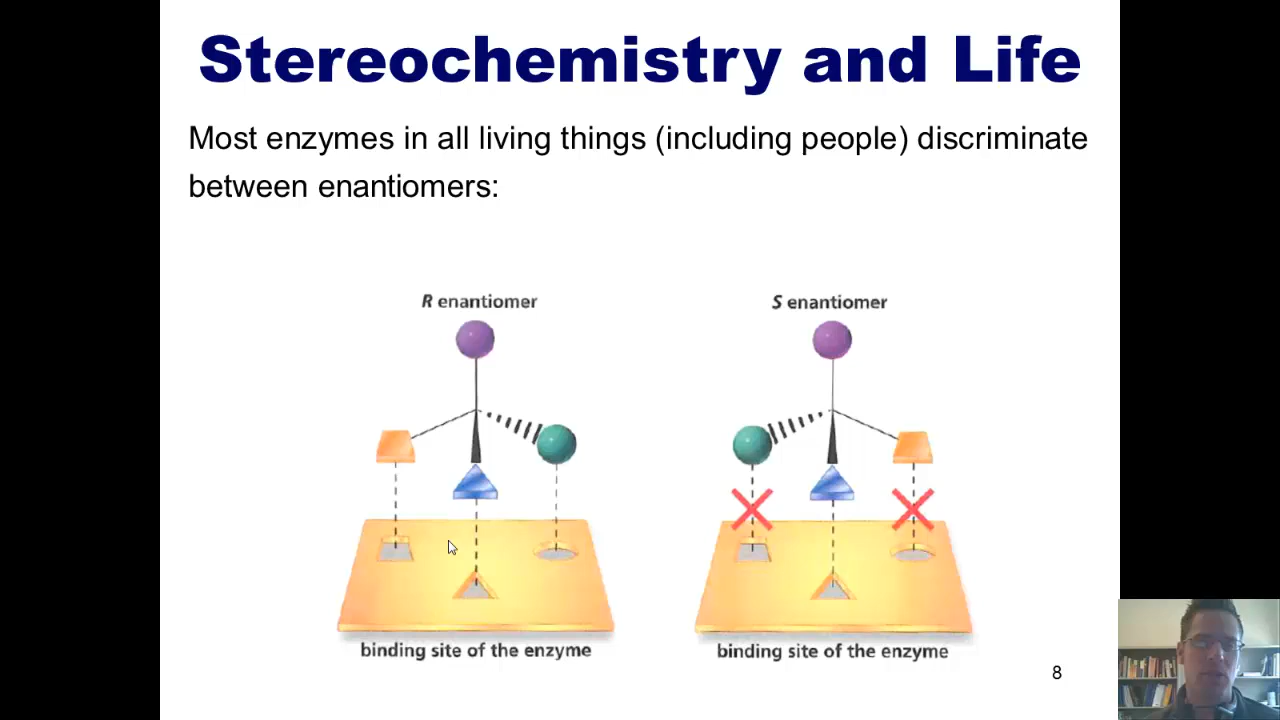 Stereochemistry and Life
Most enzymes in all living things (including people) discriminate
between enantiomers:
R enantiomer
S enantiomer
binding site of the enzyme
binding site of the enzyme
8